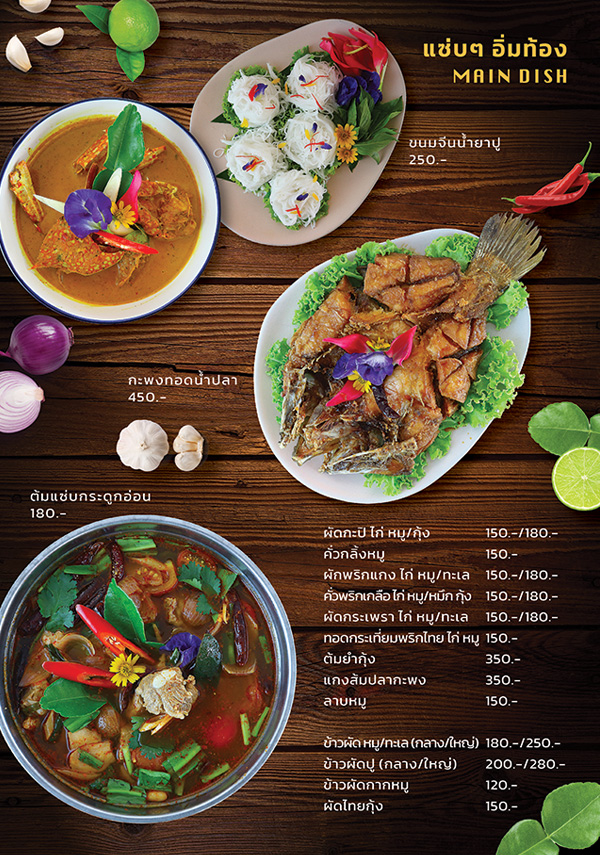 แซ่บๆ อิ่มท้อง
MAIN DISH
ขนมจีนน้ำยาปู
250.-
กะพงทอดน้ำปลา
450.-
ต้มแซ่บกระดูกอ่อน
180.-
ผัดกะปิ ไก่ หมู/กุ้ง 150.-/180.-
คั่วกลิ้งหมู 150.-
ผักพริกแกง ไก่ หมู/ทะเล 150.-/180.-
คั่วพริกเกลือ ไก่ หมู/หมึก กุ้ง 150.-/180.-
ผัดกระเพรา ไก่ หมู/ทะเล 150.-/180.-
ทอดกระเทียมพริกไทย ไก่ หมู 150.-
ต้มยำกุ้ง 350.-
แกงส้มปลากะพง 350.-
ลาบหมู 150.-
ข้าวผัด หมู/ทะเล (กลาง/ใหญ่) 180.-/250.-
ข้าวผัดปู (กลาง/ใหญ่) 200.-/280.-
ข้าวผัดกากหมู 120.-
ผัดไทยกุ้ง 150.-